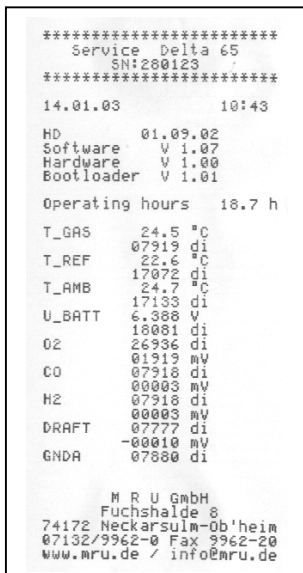 *************************
Service Delta 65
SN:280123
*************************
14.01.03 10:43
HD 01.09.02
Software V 1.07
Hardware V 1.00
Bootloader V 1.01
Operating hours 18.7 h
T_GAS 24.5 °C
07919 di
T_REF 22.6 °C
17072 di
T_AMB 24.7 °C
17133 di
U_BATT 6.388 V
18081 di
O2 26936 di
01919 mV
CO 07918 di
00003 mV
H2 07918 di
00003 mV
DRAFT 07777 di
-00010 mV
GNDA 07880 di
M R U GmbH
Fuchshalde 8
74172 Neckarsulm-Ob'heim
07132/9962-0 Fax 9962-20
www.mru.de / info@mru.de